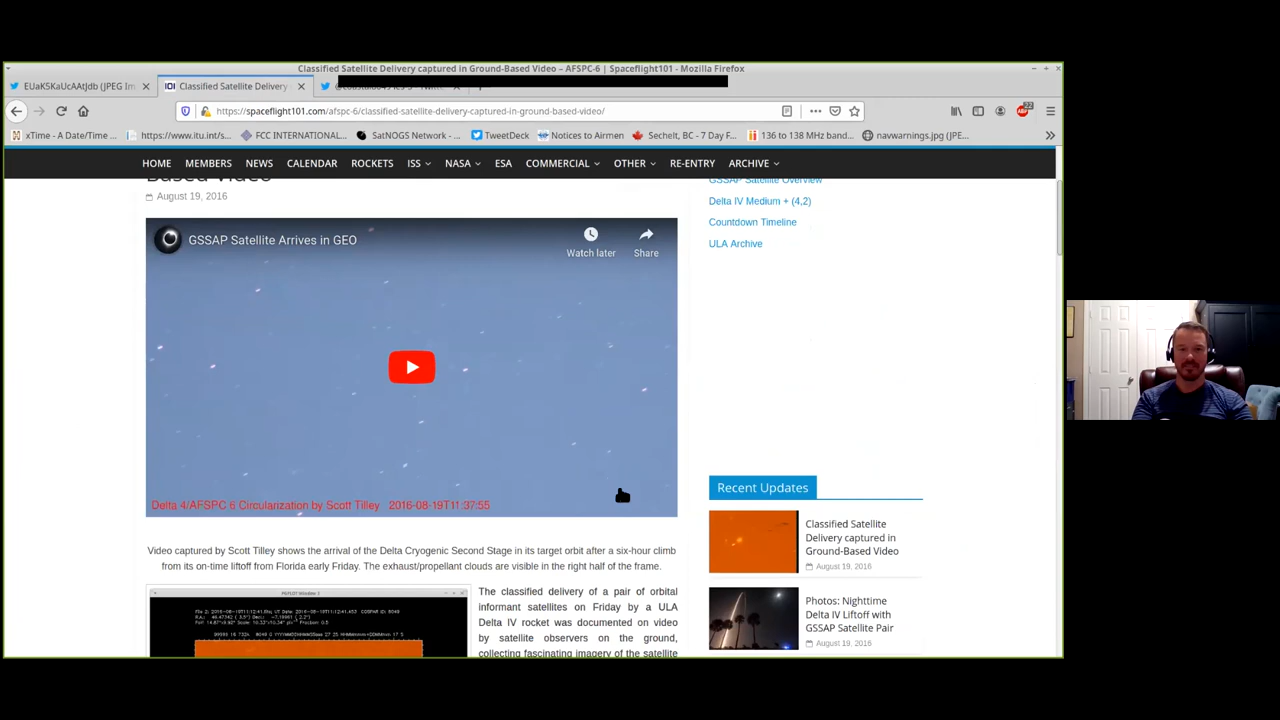 Classified Satellite Delivery captured in Ground-Based Video – AFSPC-6 | Spaceflight101 - Mozilla Firefox
EUaK5KaUcAAtJdb (JPEG Im
Classified Satellite Delivery
https://spaceflight101.com/afspc-6/classified-satellite-delivery-captured-in-ground-based-video/
22
xTime - A Date/Time ...
https://www.itu.int/s...
FCC INTERNATIONAL...
SatNOGS Network - ...
TweetDeck
Notices to Airmen
Sechelt, BC - 7 Day F...
136 to 138 MHz band...
navwarnings.jpg (JPE...
HOME
MEMBERS
NEWS
CALENDAR
ROCKETS
ISS
NASA
ESA
COMMERCIAL
OTHER
RE-ENTRY
ARCHIVE
Based Video
August 19, 2016
GSSAP Satellite Arrives in GEO
Watch later
Share
Delta 4/AFSPC 6 Circularization by Scott Tilley 2016-08-19T11:37:55
Video captured by Scott Tilley shows the arrival of the Delta Cryogenic Second Stage in its target orbit after a six-hour climb
from its on-time liftoff from Florida early Friday. The exhaust/propellant clouds are visible in the right half of the frame.
The classified delivery of a pair of orbital
informant satellites on Friday by a ULA
Delta IV rocket was documented on video
by satellite observers on the ground,
collecting fascinating imagery of the satellite
GSSAP Satellite Overview
Delta IV Medium + (4,2)
Countdown Timeline
ULA Archive
Recent Updates
Classified Satellite
Delivery captured in
Ground-Based Video
August 19, 2016
Photos: Nighttime
Delta IV Liftoff with
GSSAP Satellite Pair
August 19, 2016